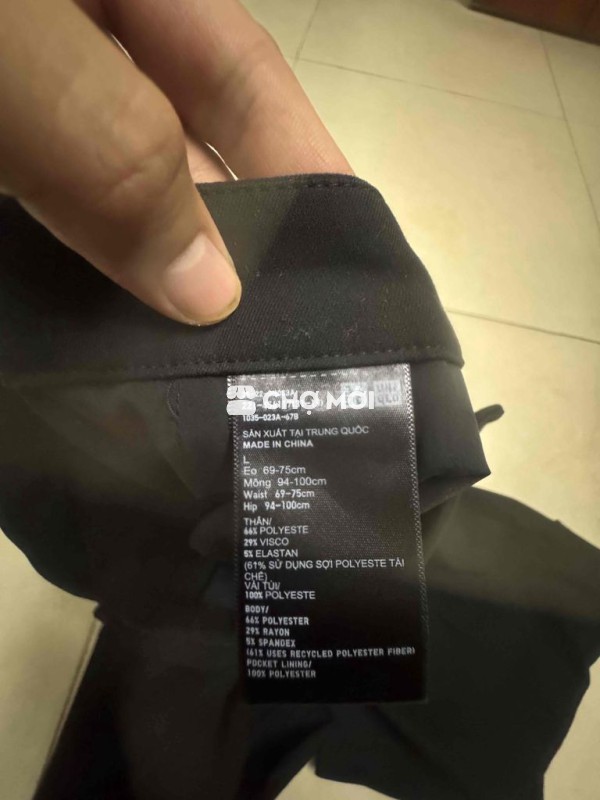 CHỢ MỚI
UNI QLO
1035-023A-67B
SẢN XUẤT TẠI TRUNG QUỐC
MADE IN CHINA
L
Eo 69-75cm
Mông 94-100cm
Waist 69-75cm
Hip 94-100cm
THÂN/
66% POLYESTE
29% VISCO
5% ELASTAN
(61% SỬ DỤNG SỢI POLYESTE TÁI
CHẾ)
VẢI TÚI/
100% POLYESTE
BODY/
66% POLYESTER
29% RAYON
5% SPANDEX
(61% USES RECYCLED POLYESTER FIBER)
POCKET LINING/
100% POLYESTER